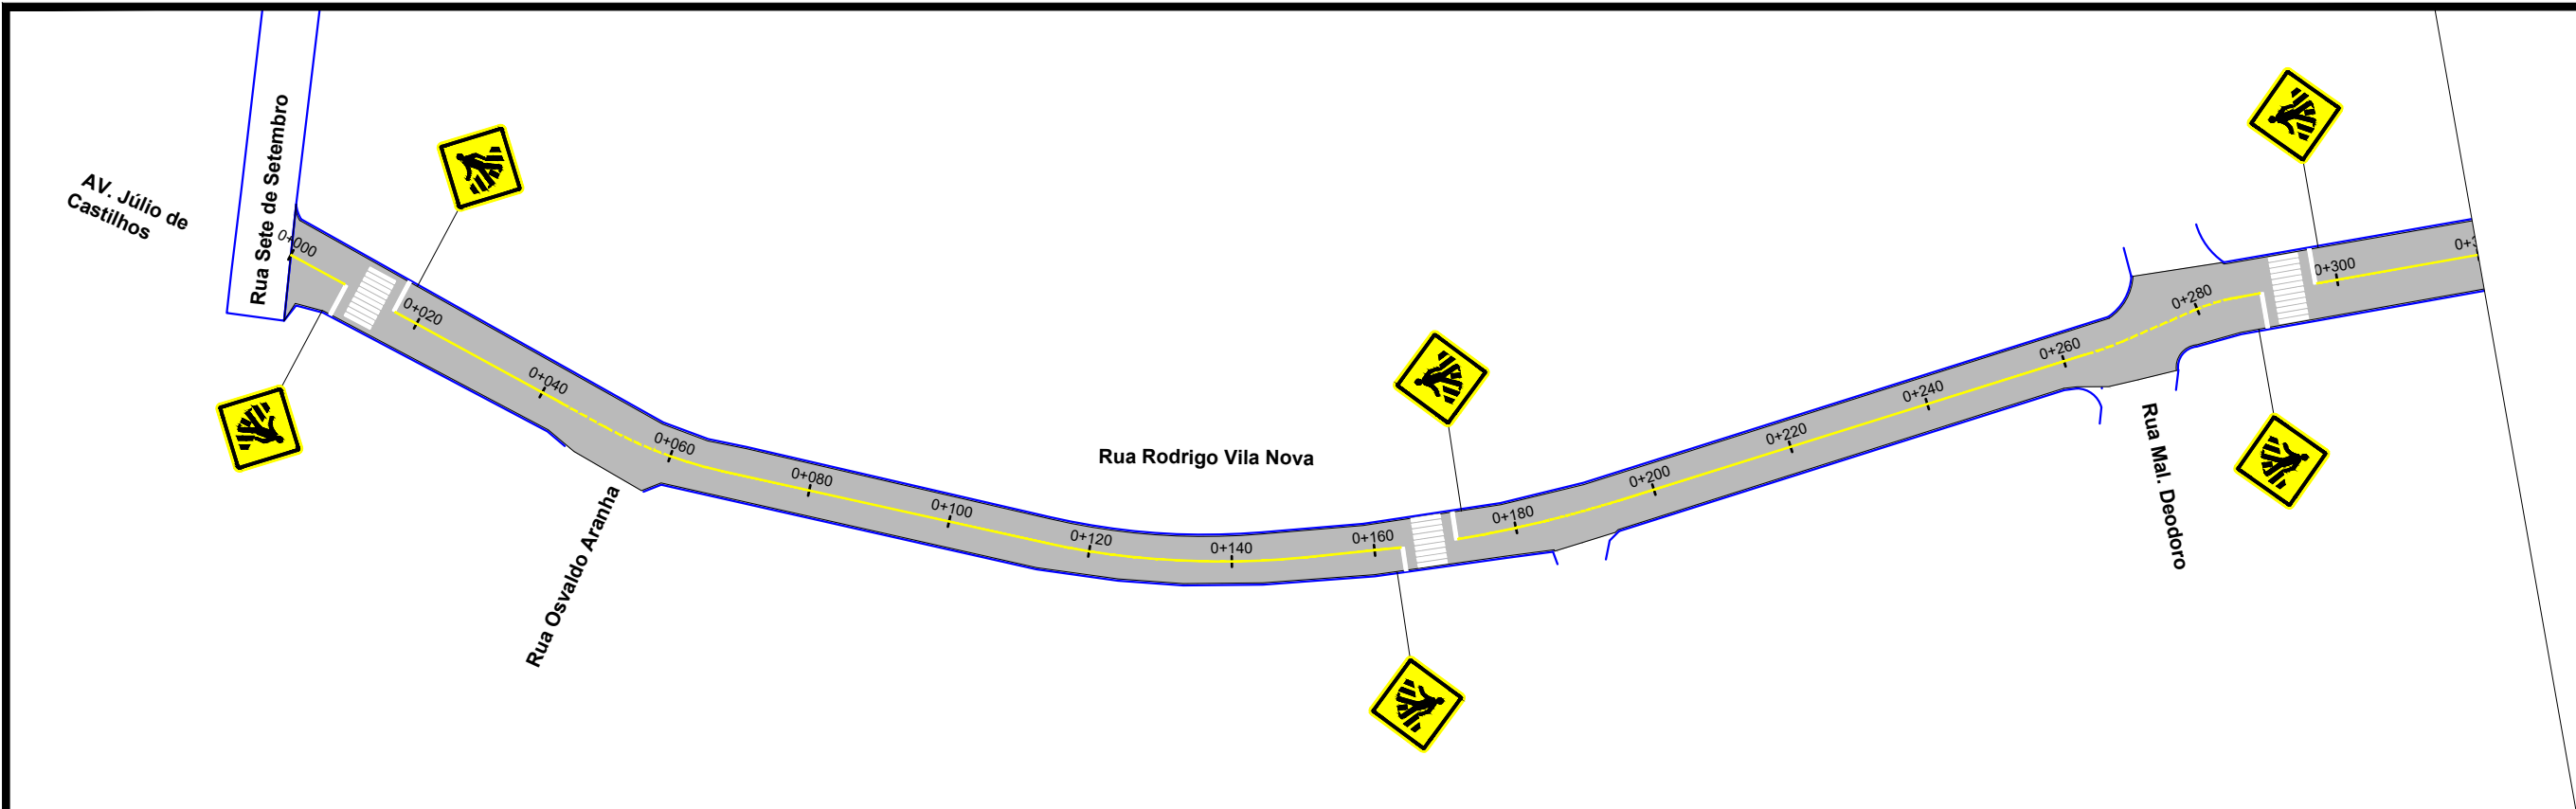 AV. Júlio de
Castilhos
Rua Sete de Setembro
0+000
0+020
0+040
0+060
0+080
0+100
0+120
0+140
0+160
0+180
0+200
0+220
0+240
0+260
0+280
0+300
Rua Osvaldo Aranha
Rua Rodrigo Vila Nova
Rua Mal. Deodoro